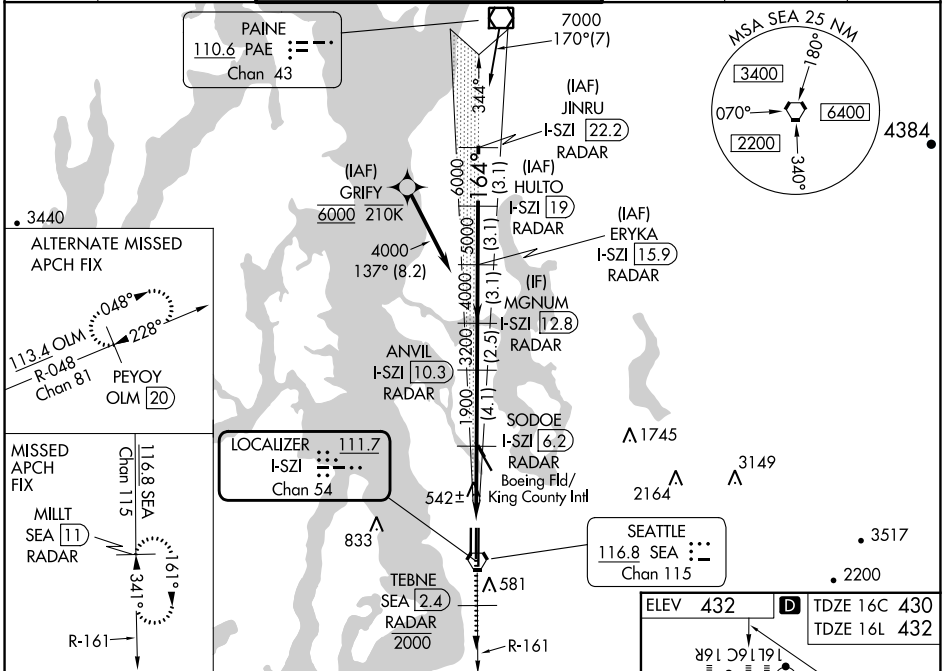 PAINE
110.6 PAE
Chan 43
7000
170°(7)
344°
(IAF)
JINRU
I-SZI 22.2
RADAR
MSA SEA 25 NM
180°
3400
070°
6400
2200
340°
4384
(IAF)
GRIFY
6000 210K
4000
137° (8.2)
6000
164°
(3.1)
(IAF)
HULTO
I-SZI 19
RADAR
5000
(3.1)
(IAF)
ERYKA
I-SZI 15.9
RADAR
4000
(3.1)
(IF)
MGNUM
I-SZI 12.8
RADAR
3200
(2.5)
ANVIL
I-SZI 10.3
RADAR
1900
(4.1)
SODOE
I-SZI 6.2
RADAR
Boeing Fld/
King County Intl
3440
ALTERNATE MISSED
APCH FIX
048°
228°
113.4 OLM
R-048
Chan 81
PEYOY
OLM 20
MISSED
APCH
FIX
116.8 SEA
Chan 115
MILLT
SEA 11
RADAR
161°
341°
R-161
LOCALIZER 111.7
I-SZI
Chan 54
542±
833
1745
2164
3149
3517
2200
SEATTLE
116.8 SEA
Chan 115
TEBNE
SEA 2.4
RADAR
2000
581
R-161
ELEV 432
D
TDZE 16C 430
TDZE 16L 432
16R
16C
16L